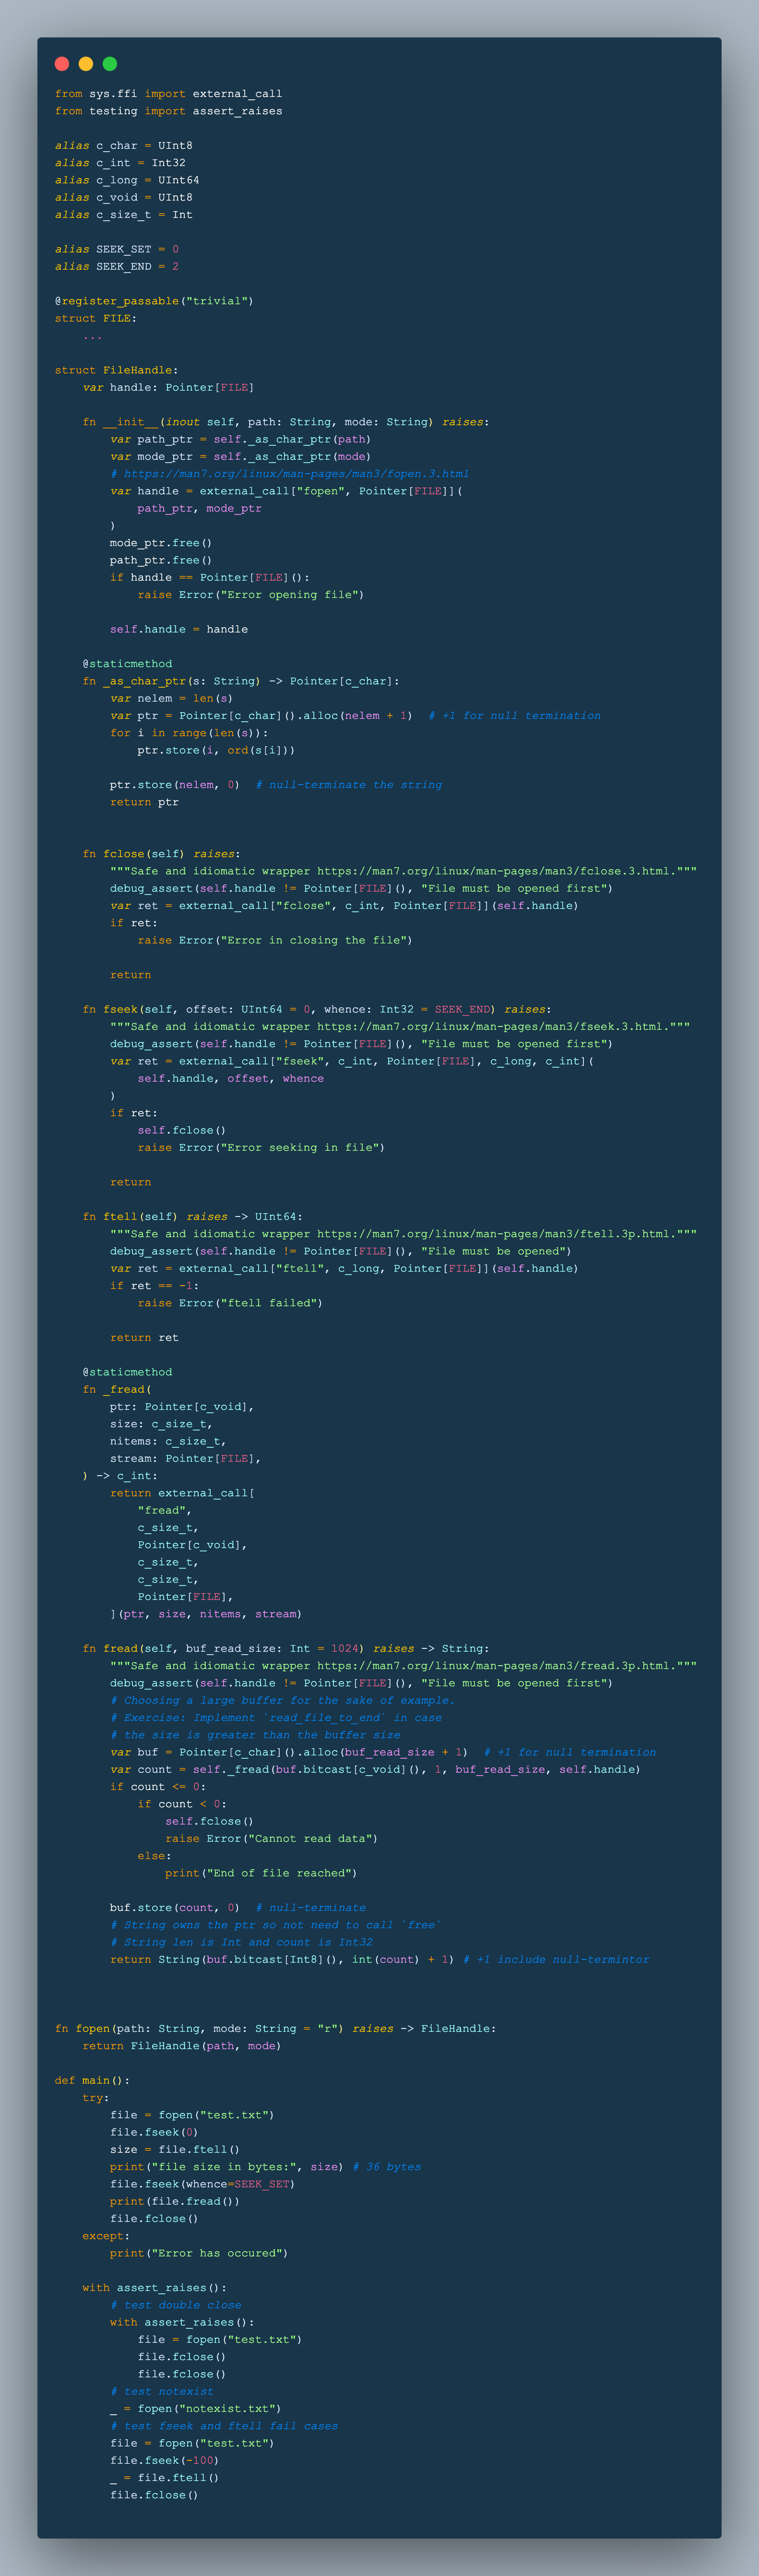 from sys.ffi import external_call
from testing import assert_raises

alias c_char = UInt8
alias c_int = Int32
alias c_long = UInt64
alias c_void = UInt8
alias c_size_t = Int

alias SEEK_SET = 0
alias SEEK_END = 2

@register_passable("trivial")
struct FILE:
    ...

struct FileHandle:
    var handle: Pointer[FILE]

    fn __init__(inout self, path: String, mode: String) raises:
        var path_ptr = self._as_char_ptr(path)
        var mode_ptr = self._as_char_ptr(mode)
        # https://man7.org/linux/man-pages/man3/fopen.3.html
        var handle = external_call["fopen", Pointer[FILE]](
            path_ptr, mode_ptr
        )
        mode_ptr.free()
        path_ptr.free()
        if handle == Pointer[FILE]():
            raise Error("Error opening file")

        self.handle = handle

    @staticmethod
    fn _as_char_ptr(s: String) -> Pointer[c_char]:
        var nelem = len(s)
        var ptr = Pointer[c_char]().alloc(nelem + 1)  # +1 for null termination
        for i in range(len(s)):
            ptr.store(i, ord(s[i]))

        ptr.store(nelem, 0)  # null-terminate the string
        return ptr


    fn fclose(self) raises:
        """Safe and idiomatic wrapper https://man7.org/linux/man-pages/man3/fclose.3.html."""
        debug_assert(self.handle != Pointer[FILE](), "File must be opened first")
        var ret = external_call["fclose", c_int, Pointer[FILE]](self.handle)
        if ret:
            raise Error("Error in closing the file")

        return

    fn fseek(self, offset: UInt64 = 0, whence: Int32 = SEEK_END) raises:
        """Safe and idiomatic wrapper https://man7.org/linux/man-pages/man3/fseek.3.html."""
        debug_assert(self.handle != Pointer[FILE](), "File must be opened first")
        var ret = external_call["fseek", c_int, Pointer[FILE], c_long, c_int](
            self.handle, offset, whence
        )
        if ret:
            self.fclose()
            raise Error("Error seeking in file")

        return

    fn ftell(self) raises -> UInt64:
        """Safe and idiomatic wrapper https://man7.org/linux/man-pages/man3/ftell.3p.html."""
        debug_assert(self.handle != Pointer[FILE](), "File must be opened")
        var ret = external_call["ftell", c_long, Pointer[FILE]](self.handle)
        if ret == -1:
            raise Error("ftell failed")

        return ret

    @staticmethod
    fn _fread(
        ptr: Pointer[c_void],
        size: c_size_t,
        nitems: c_size_t,
        stream: Pointer[FILE],
    ) -> c_int:
        return external_call[
            "fread",
            c_size_t,
            Pointer[c_void],
            c_size_t,
            c_size_t,
            Pointer[FILE],
        ](ptr, size, nitems, stream)

    fn fread(self, buf_read_size: Int = 1024) raises -> String:
        """Safe and idiomatic wrapper https://man7.org/linux/man-pages/man3/fread.3p.html."""
        debug_assert(self.handle != Pointer[FILE](), "File must be opened first")
        # Choosing a large buffer for the sake of example.
        # Exercise: Implement `read_file_to_end` in case
        # the size is greater than the buffer size
        var buf = Pointer[c_char]().alloc(buf_read_size + 1)  # +1 for null termination
        var count = self._fread(buf.bitcast[c_void](), 1, buf_read_size, self.handle)
        if count <= 0:
            if count < 0:
                self.fclose()
                raise Error("Cannot read data")
            else:
                print("End of file reached")

        buf.store(count, 0)  # null-terminate
        # String owns the ptr so not need to call `free`
        # String len is Int and count is Int32
        return String(buf.bitcast[Int8](), int(count) + 1) # +1 include null-termintor



fn fopen(path: String, mode: String = "r") raises -> FileHandle:
    return FileHandle(path, mode)

def main():
    try:
        file = fopen("test.txt")
        file.fseek(0)
        size = file.ftell()
        print("file size in bytes:", size) # 36 bytes
        file.fseek(whence=SEEK_SET)
        print(file.fread())
        file.fclose()
    except:
        print("Error has occured")

    with assert_raises():
        # test double close
        with assert_raises():
            file = fopen("test.txt")
            file.fclose()
            file.fclose()
        # test notexist
        _ = fopen("notexist.txt")
        # test fseek and ftell fail cases
        file = fopen("test.txt")
        file.fseek(-100)
        _ = file.ftell()
        file.fclose()